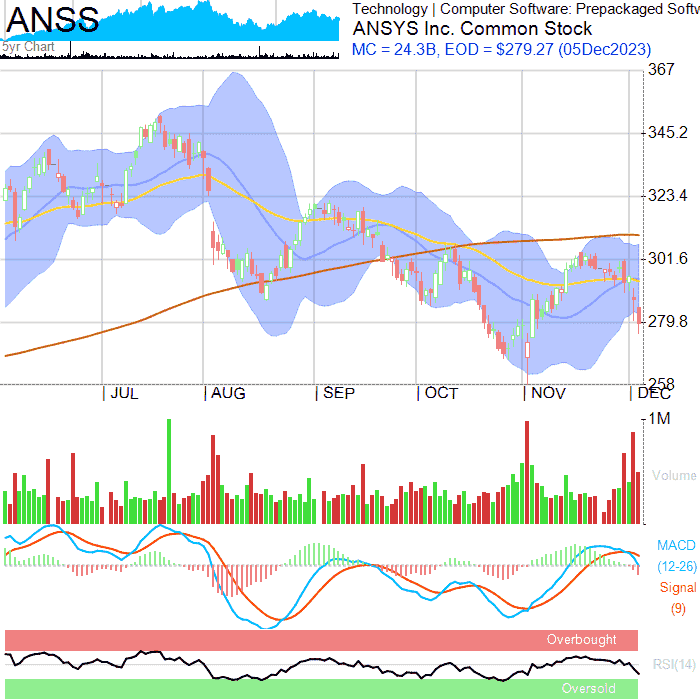 ANSS
5yr Chart
Technology | Computer Software: Prepackaged Softw
ANSYS Inc. Common Stock
MC = 24.3B, EOD = $279.27 (05Dec2023)
367
345.2
323.4
301.6
279.8
258
JUL
AUG
SEP
OCT
NOV
DEC
1M
Volume
MACD
(12-26)
Signal
(9)
Overbought
RSI(14)
Oversold